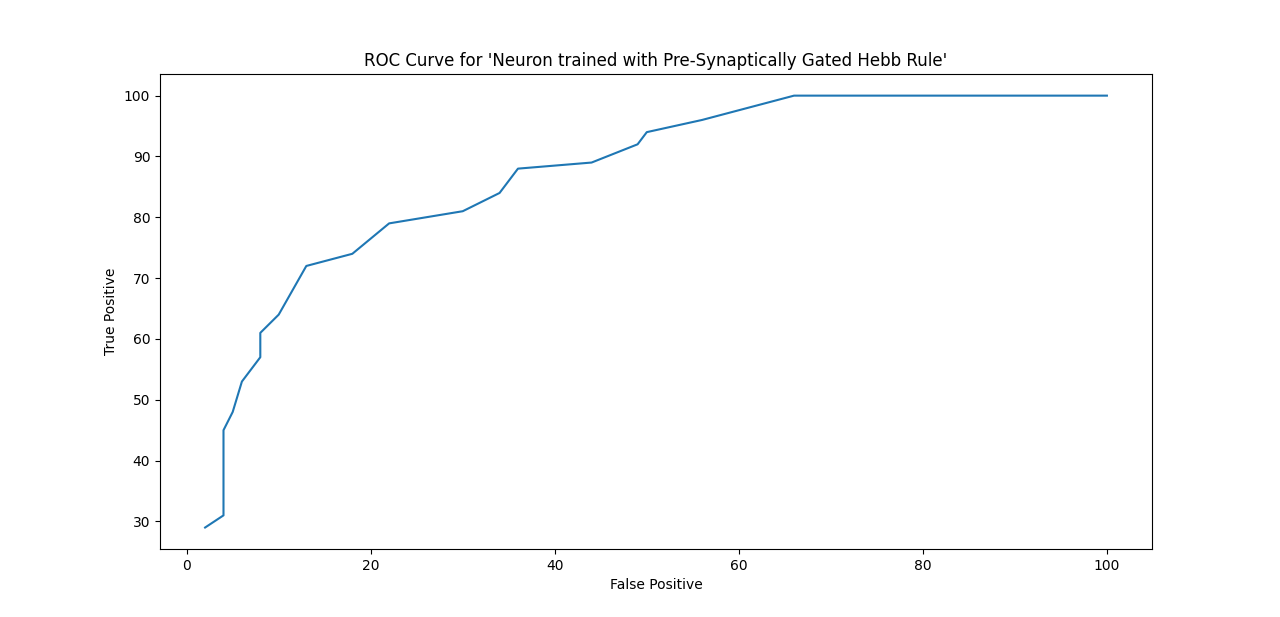 ROC Curve for 'Neuron trained with Pre-Synaptically Gated Hebb Rule'
100
90
80
70
60
50
40
30
True Positive
0 20 40 60 80 100
False Positive